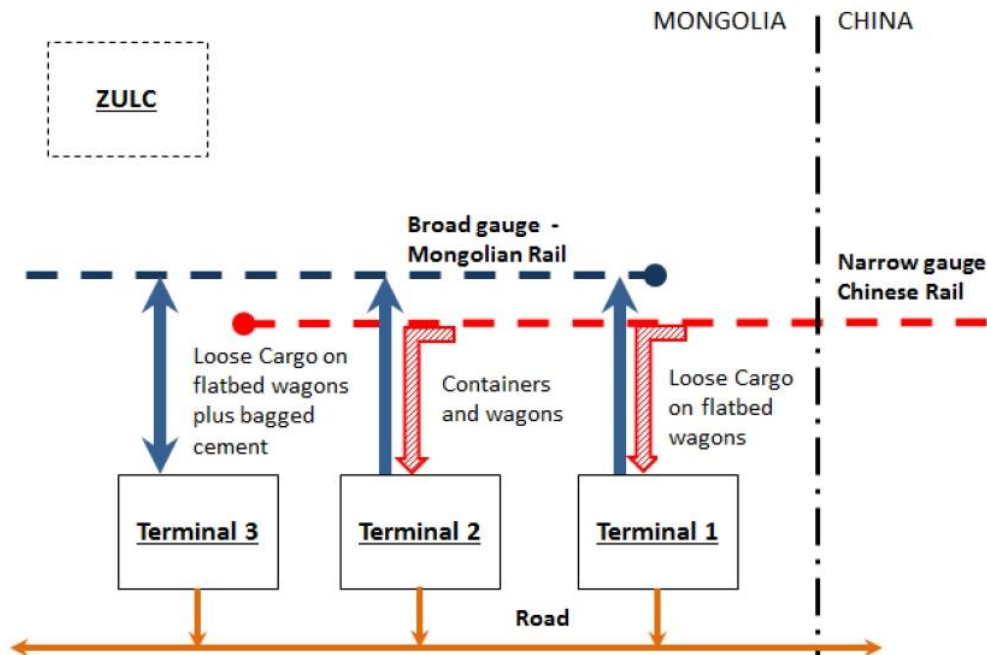 MONGOLIA
CHINA
ZULC
Broad gauge -
Mongolian Rail
Narrow gauge
Chinese Rail
Loose Cargo on
flatbed wagons
plus bagged
cement
Containers
and wagons
Loose Cargo
on flatbed
wagons
Terminal 3
Terminal 2
Terminal 1
Road